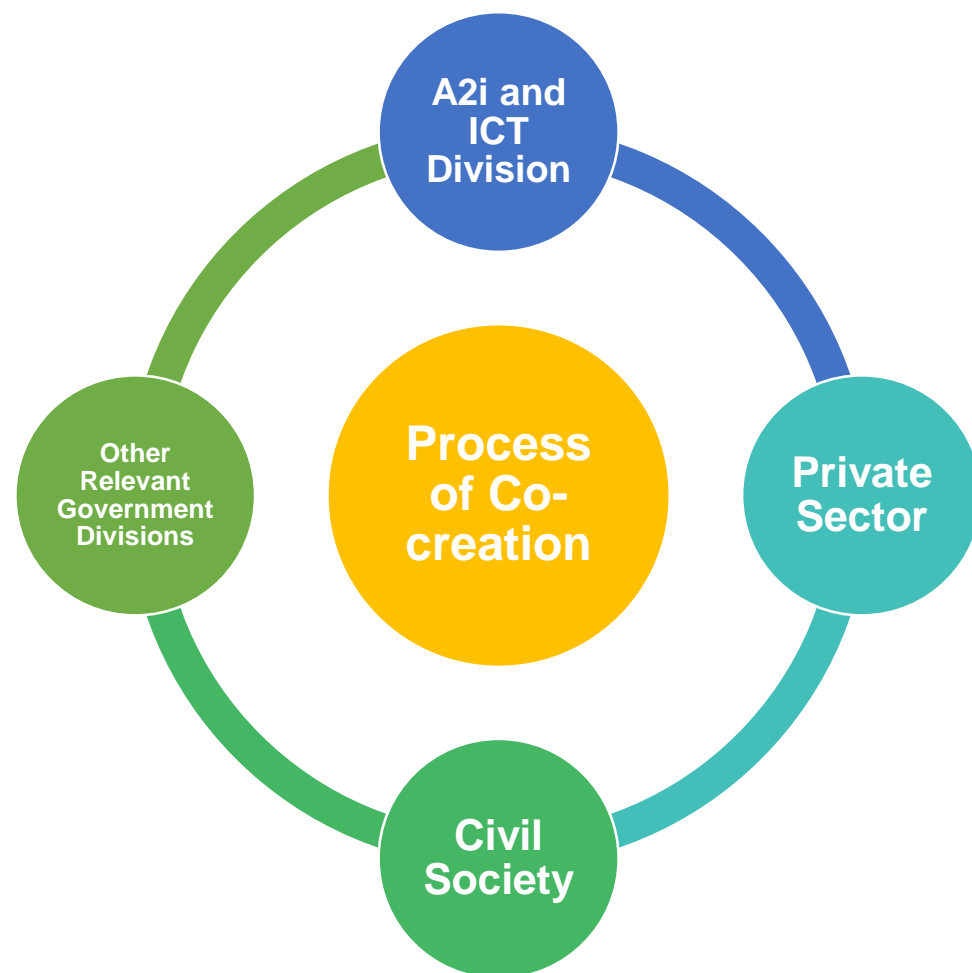 A2i and
ICT
Division
Other
Relevant
Government
Divisions
Process
of Co-
creation
Private
Sector
Civil
Society